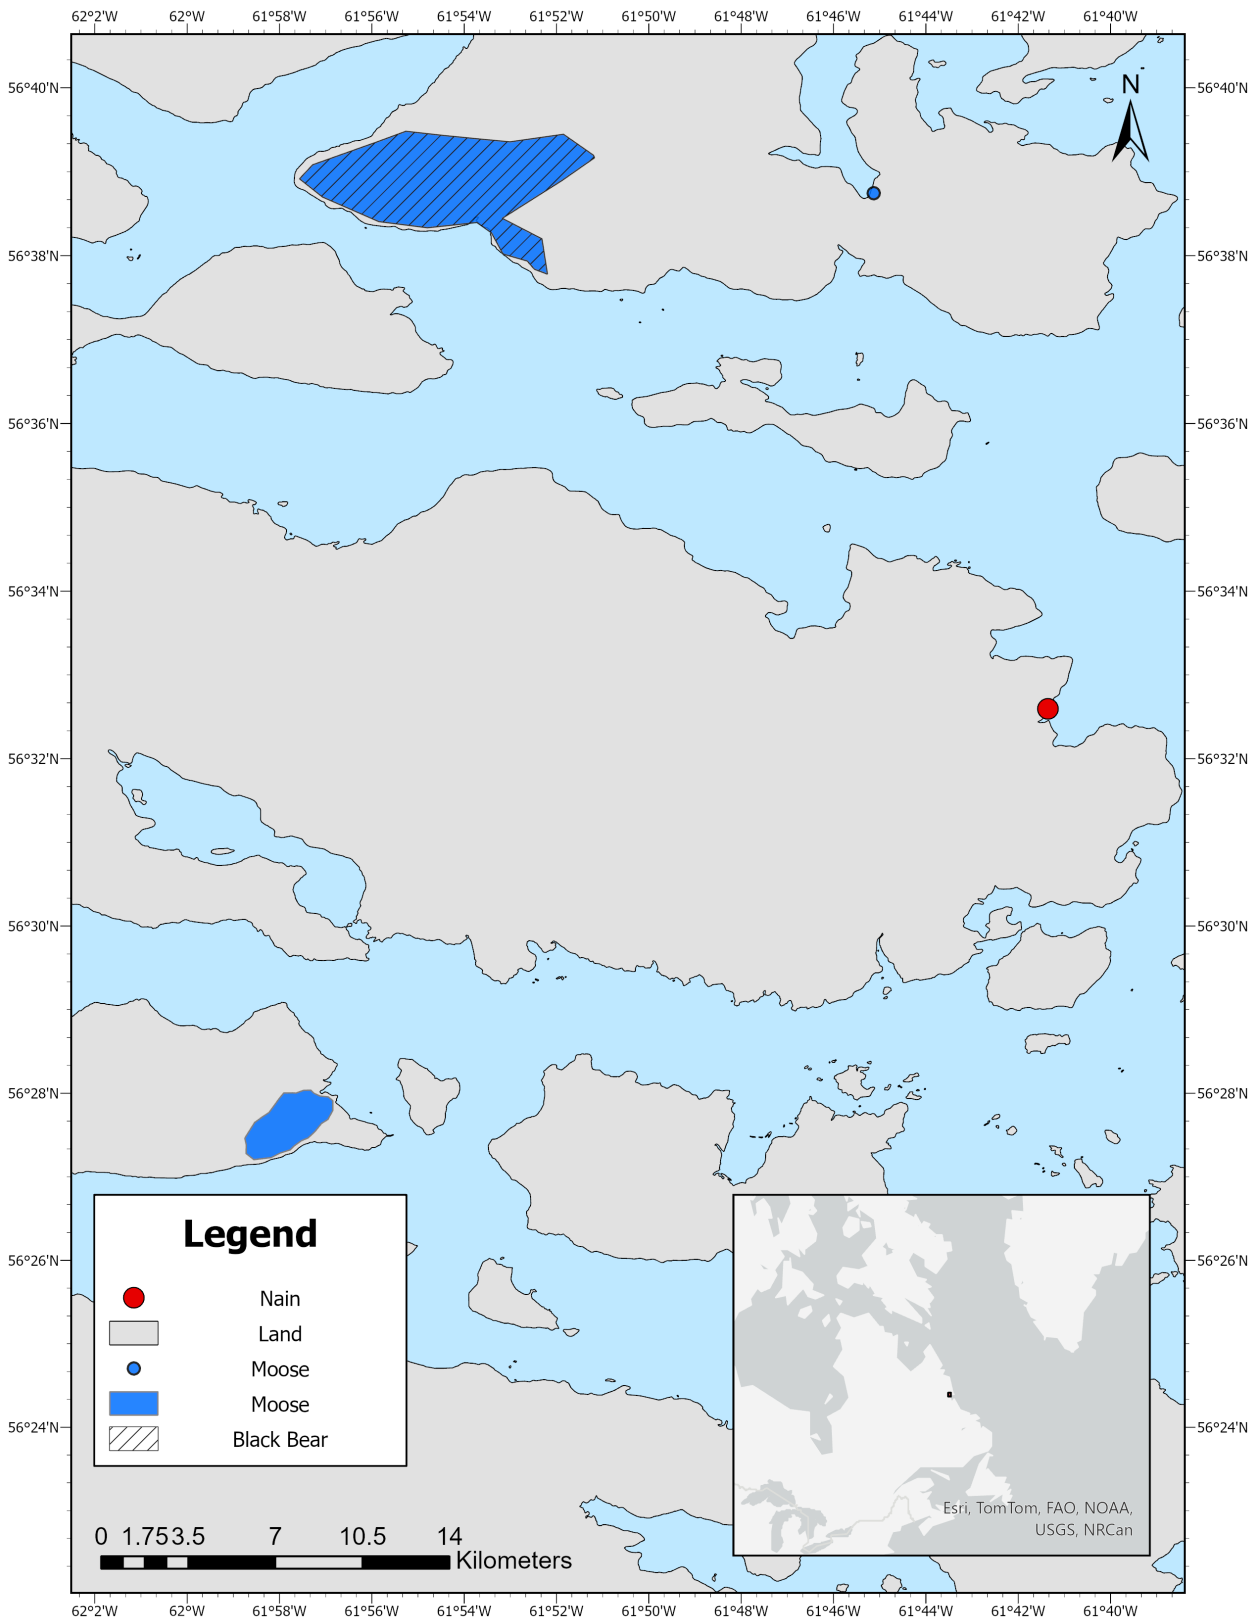 62°2'W 62°0'W 61°58'W 61°56'W 61°54'W 61°52'W 61°50'W 61°48'W 61°46'W 61°44'W 61°42'W 61°40'W
56°40'N 56°40'N
N
56°38'N 56°38'N
56°36'N 56°36'N
56°34'N 56°34'N
56°32'N 56°32'N
56°30'N 56°30'N
56°28'N 56°28'N
56°26'N 56°26'N
56°24'N 56°24'N
Legend
Nain
Land
Moose
Moose
Black Bear
Esri, TomTom, FAO, NOAA,
USGS, NRCan
0 1.75 3.5 7 10.5 14
Kilometers
62°2'W 62°0'W 61°58'W 61°56'W 61°54'W 61°52'W 61°50'W 61°48'W 61°46'W 61°44'W 61°42'W 61°40'W